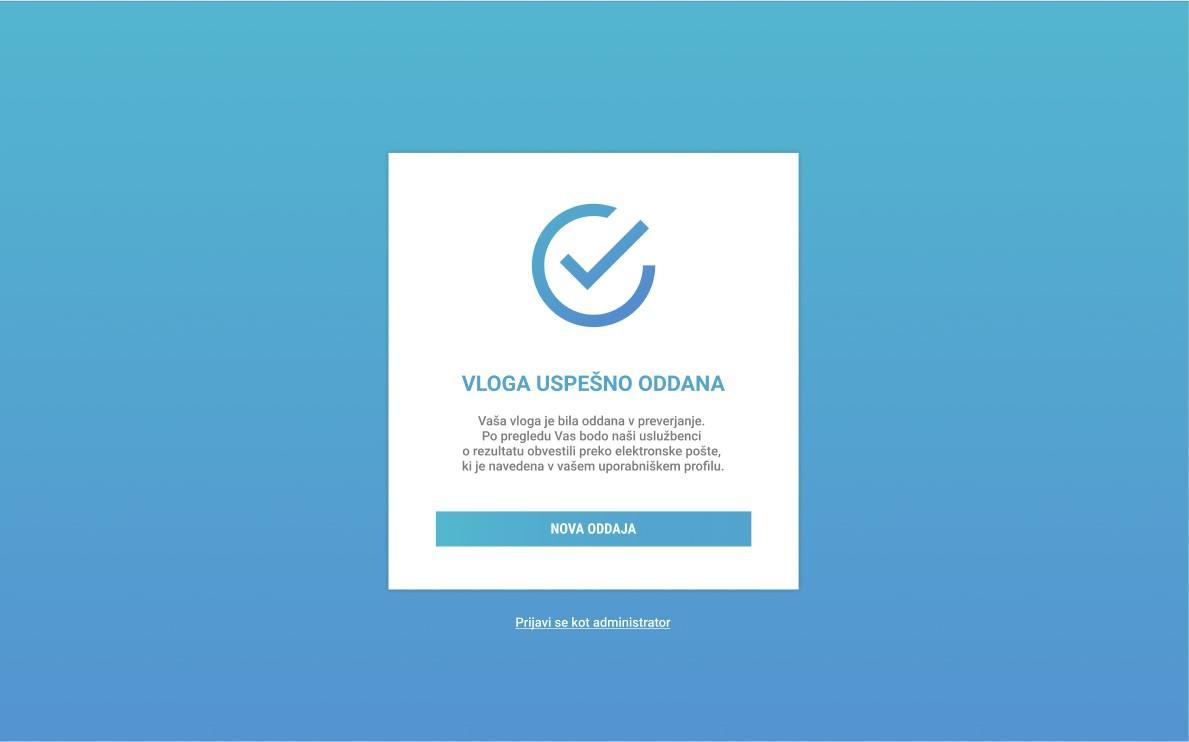 VLOGA USPEŠNO ODDANA
Vaša vloga je bila oddana v preverjanje.
Po pregledu Vas bodo naši uslužbenci
o rezultatu obvestili preko elektronske pošte,
ki je navedena v vašem uporabniškem profilu.
NOVA ODDAJA
Prijavi se kot administrator